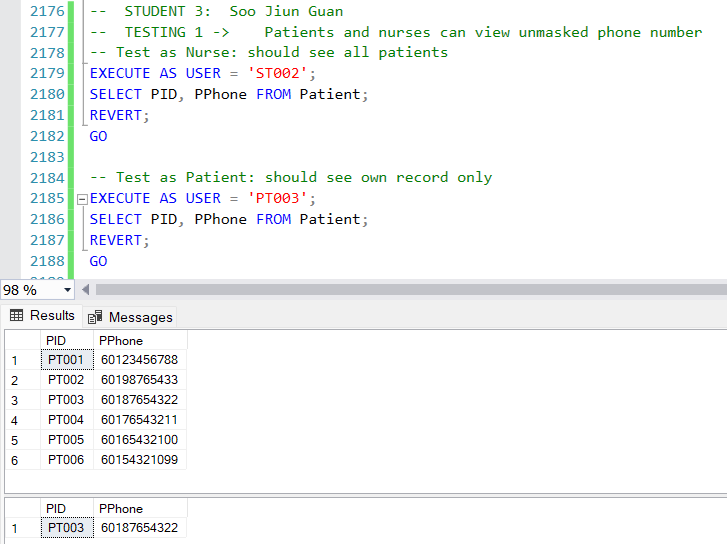 2176 --  STUDENT 3:  Soo Jiun Guan
2177 --  TESTING 1 ->    Patients and nurses can view unmasked phone number
2178 -- Test as Nurse: should see all patients
2179 EXECUTE AS USER = 'ST002';
2180 SELECT PID, PPhone FROM Patient;
2181 REVERT;
2182 GO
2183
2184 -- Test as Patient: should see own record only
2185 EXECUTE AS USER = 'PT003';
2186 SELECT PID, PPhone FROM Patient;
2187 REVERT;
2188 GO
98 %
Results Messages
PID PPhone
1 PT001 60123456788
2 PT002 60198765433
3 PT003 60187654322
4 PT004 60176543211
5 PT005 60165432100
6 PT006 60154321099
PID PPhone
1 PT003 60187654322